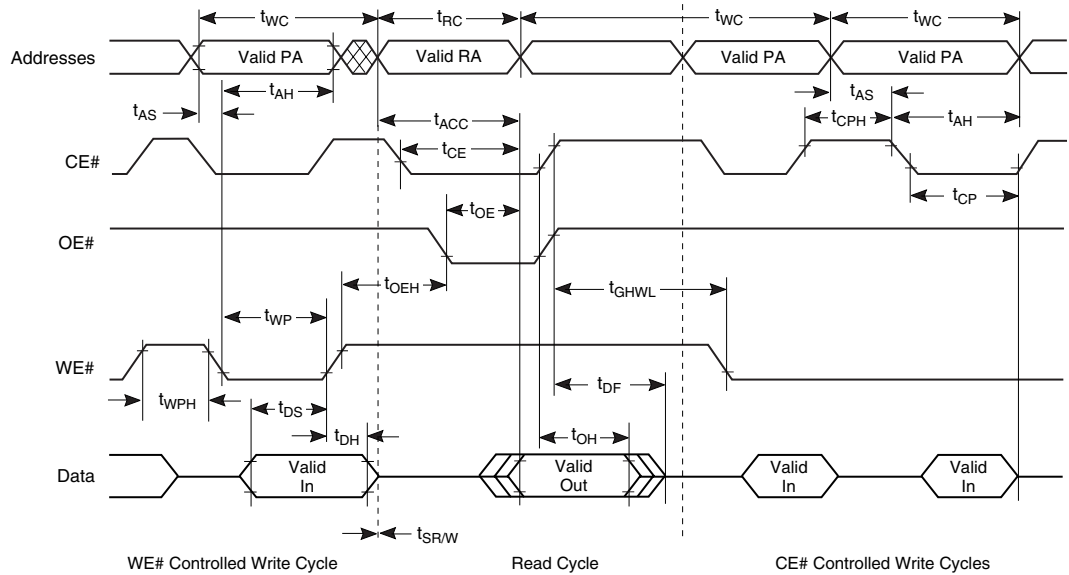 tWC tRC tWC tWC
Addresses Valid PA Valid RA Valid PA Valid PA
tAS tAH tACC tAS
tCPH tAH
CE# tCE
tCP
tOE
OE#
tOEH tGHWL
tWP
WE#
tWPH tDS tDF
tDH tOH
Data Valid In Valid Out Valid In Valid In
tSR/W
WE# Controlled Write Cycle Read Cycle CE# Controlled Write Cycles